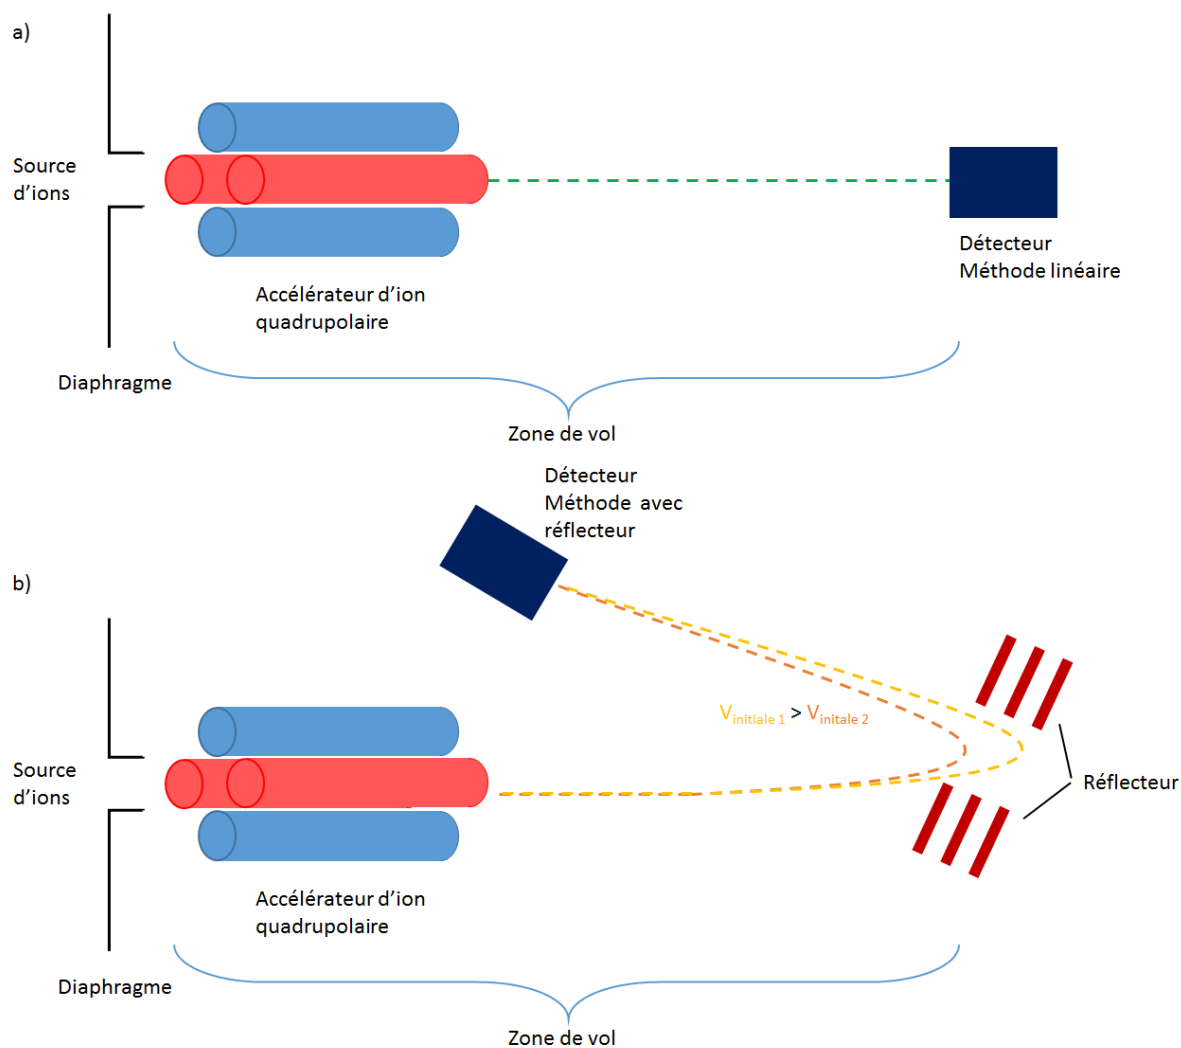 a)
Source
d’ions
Détecteur
Méthode linéaire
Accélérateur d’ion
quadrupolaire
Diaphragme
Zone de vol
Détecteur
Méthode avec
réflecteur
b)
Vinitiale 1 > Vinitale 2
Source
d’ions
Réflecteur
Accélérateur d’ion
quadrupolaire
Diaphragme
Zone de vol